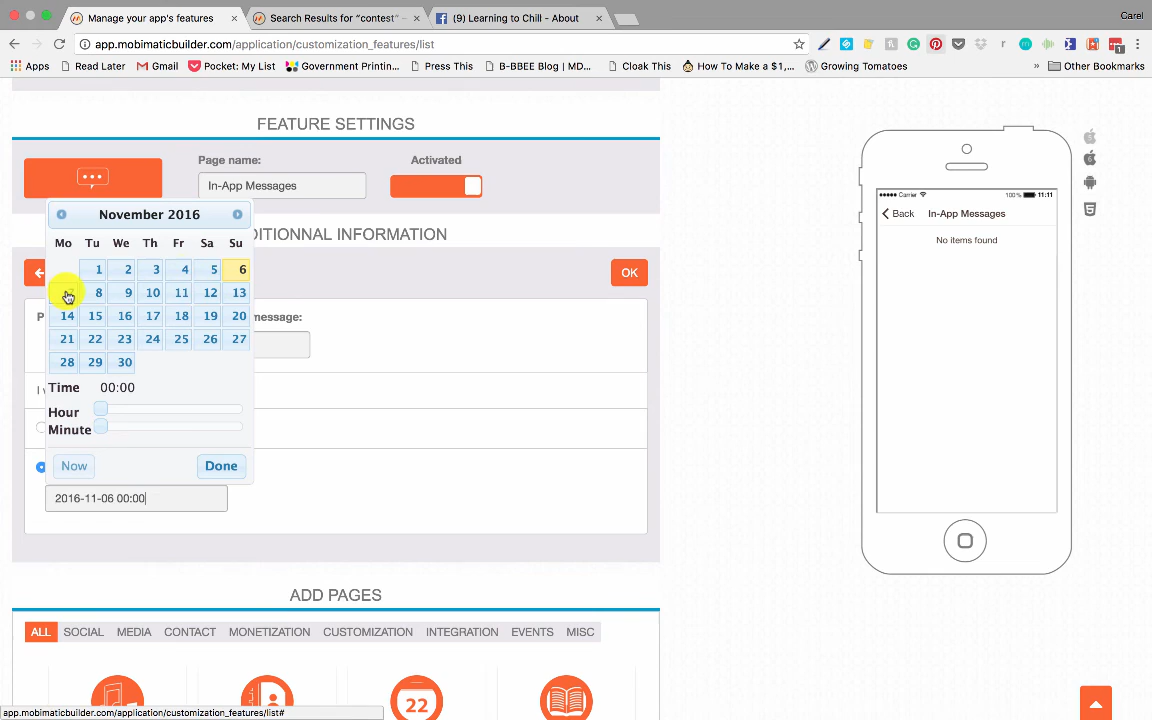 Manage your app's features
Search Results for “contest” –
(9) Learning to Chill - About
Carel
app.mobimaticbuilder.com/application/customization_features/list
Apps
Read Later
Gmail
Pocket: My List
Government Printin...
Press This
B-BBEE Blog | MD...
Cloak This
How To Make a $1,...
Growing Tomatoes
»
Other Bookmarks
FEATURE SETTINGS
Page name:
Activated
In-App Messages
November 2016
DITIONNAL INFORMATION
Mo Tu We Th Fr Sa Su
1 2 3 4 5 6
OK
8 9 10 11 12 13
P
message:
14 15 16 17 18 19 20
21 22 23 24 25 26 27
28 29 30
Time 00:00
Hour
Minute
Now
Done
2016-11-06 00:00
Carrier
100%
11:11
Back
In-App Messages
No items found
ADD PAGES
ALL
SOCIAL
MEDIA
CONTACT
MONETIZATION
CUSTOMIZATION
INTEGRATION
EVENTS
MISC
22
app.mobimaticbuilder.com/application/customization_features/list#